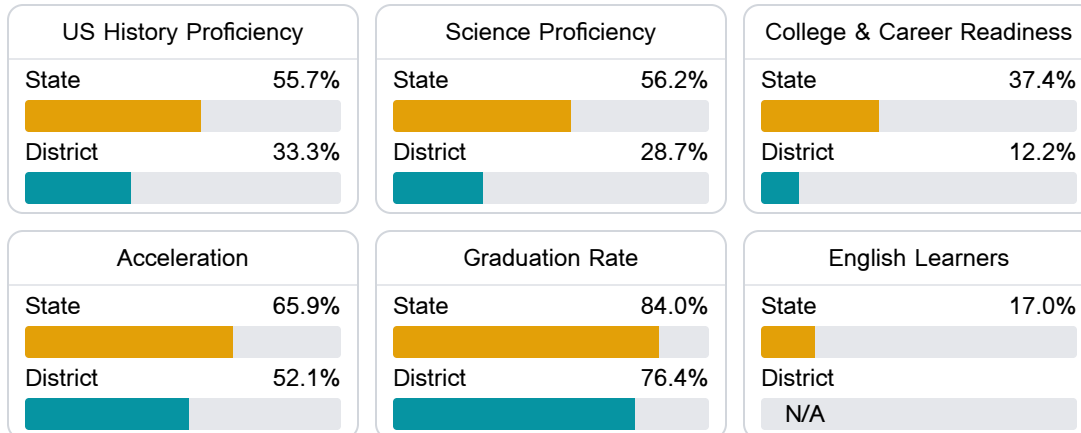 US History Proficiency
State 55.7%
District 33.3%
Science Proficiency
State 56.2%
District 28.7%
College & Career Readiness
State 37.4%
District 12.2%
Acceleration
State 65.9%
District 52.1%
Graduation Rate
State 84.0%
District 76.4%
English Learners
State 17.0%
District
N/A